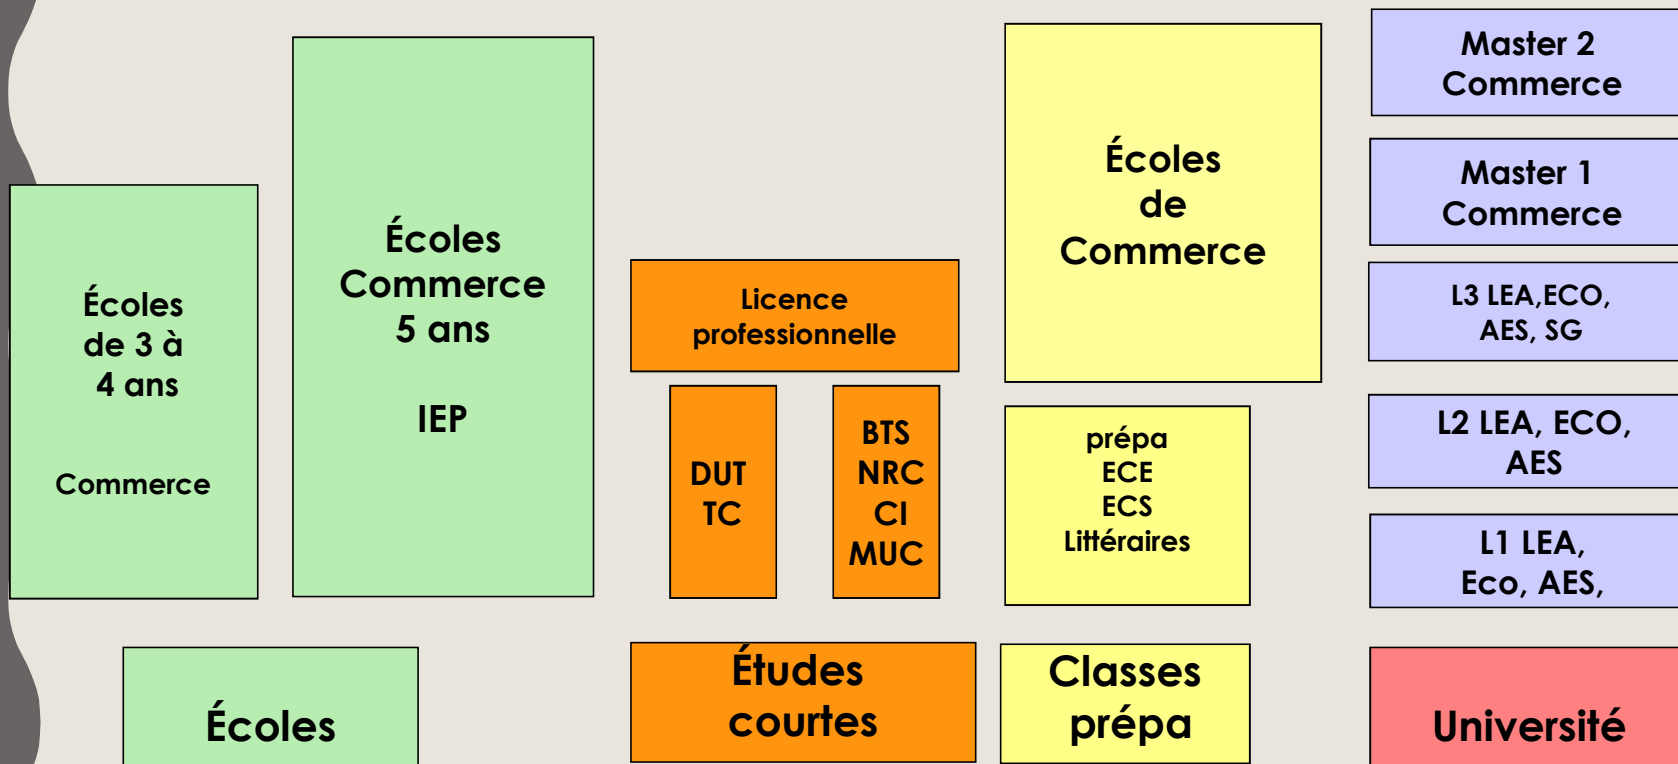 Écoles
de 3 à
4 ans
Commerce
Écoles
Commerce
5 ans
IEP
Licence
professionnelle
DUT
TC
BTS
NRC
CI
MUC
Écoles
de
Commerce
prépa
ECE
ECS
Littéraires
Master 2
Commerce
Master 1
Commerce
L3 LEA,ECO,
AES, SG
L2 LEA, ECO,
AES
L1 LEA,
Eco, AES,
Écoles
Études
courtes
Classes
prépa
Université